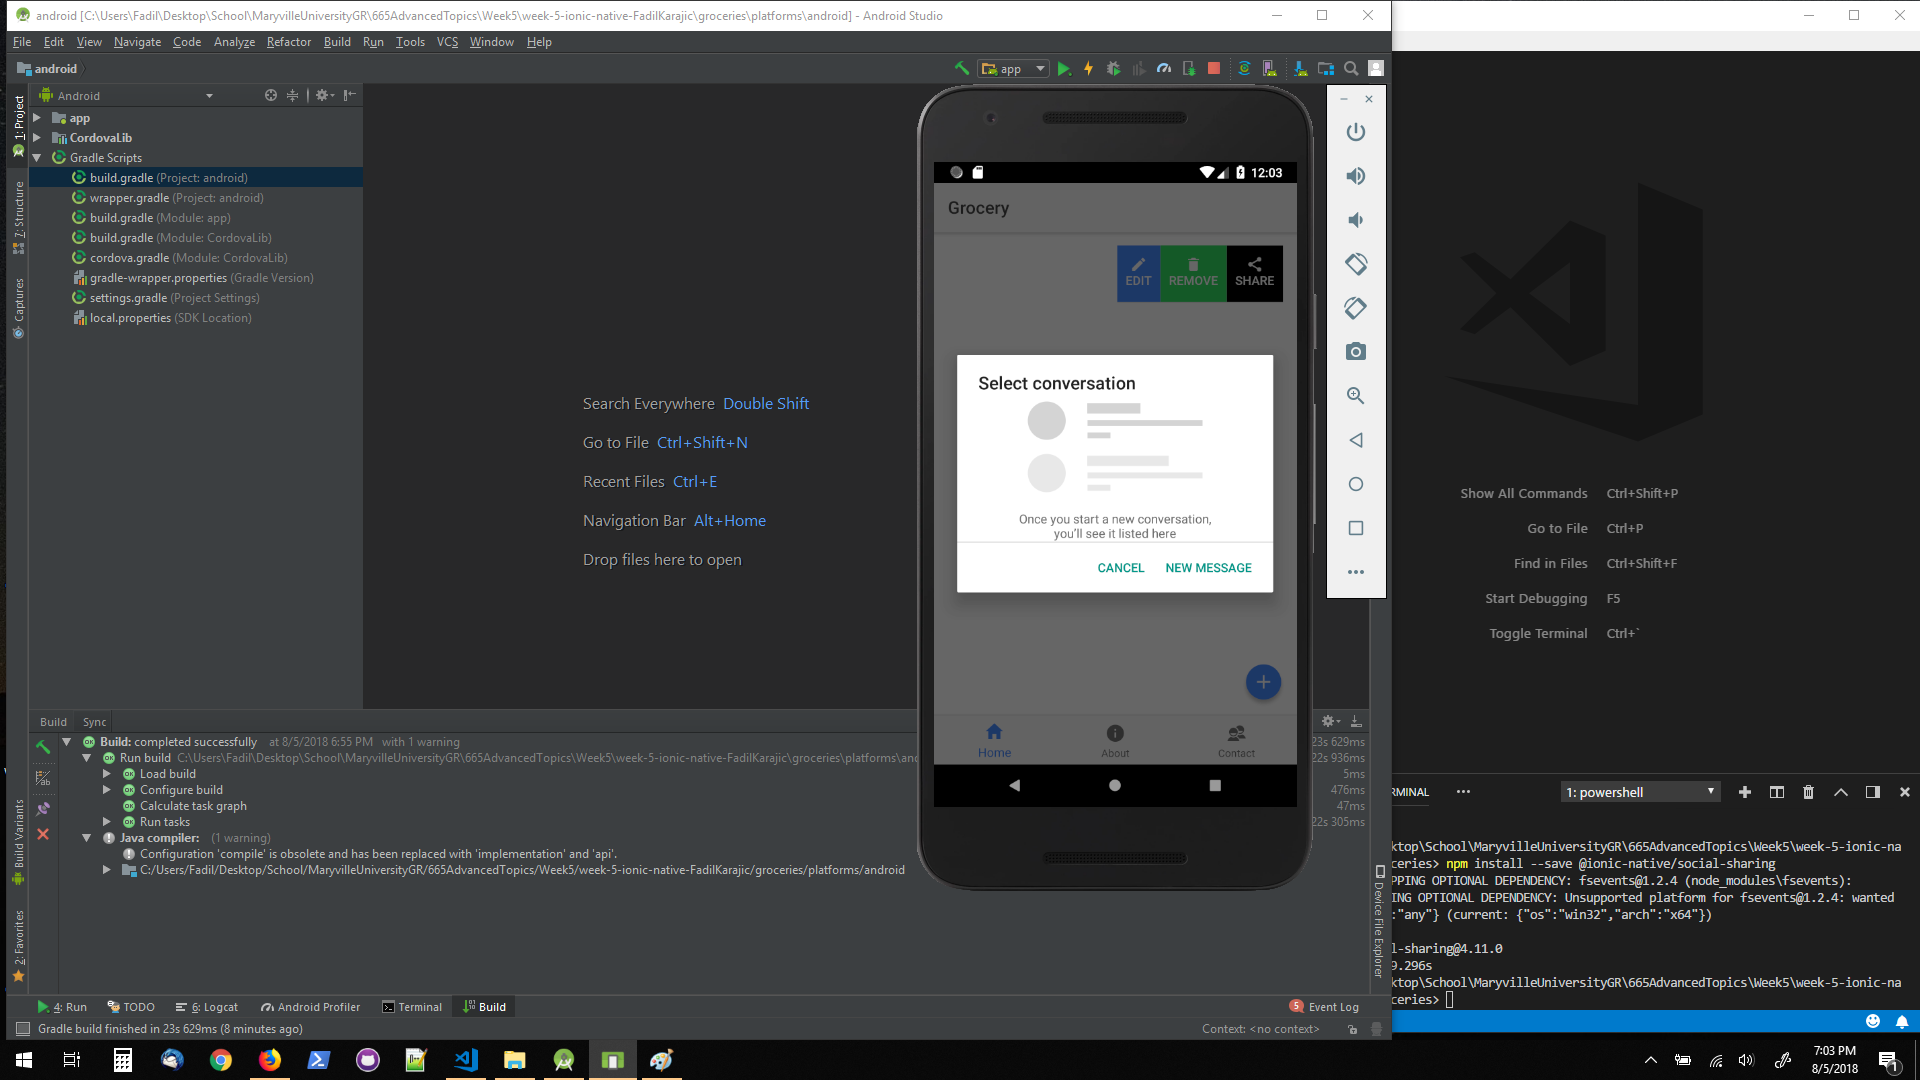 android [C:\Users\Fadil\Desktop\School\MaryvilleUniversityGR\665AdvancedTopics\Week5\week-5-ionic-native-FadilKarajic\groceries\platforms\android] - Android Studio
File Edit View Navigate Code Analyze Refactor Build Run Tools VCS Window Help
android
app
Android
1: Project
7: Structure
Captures
Build Variants
2: Favorites
app
CordovaLib
Gradle Scripts
build.gradle (Project: android)
wrapper.gradle (Project: android)
build.gradle (Module: app)
build.gradle (Module: CordovaLib)
cordova.gradle (Module: CordovaLib)
gradle-wrapper.properties (Gradle Version)
settings.gradle (Project Settings)
local.properties (SDK Location)
Search Everywhere Double Shift
Go to File Ctrl+Shift+N
Recent Files Ctrl+E
Navigation Bar Alt+Home
Drop files here to open
12:03
Grocery
EDIT REMOVE SHARE
Select conversation
Once you start a new conversation,
you'll see it listed here
CANCEL NEW MESSAGE
Home About Contact
Show All Commands Ctrl+Shift+P
Go to File Ctrl+P
Find in Files Ctrl+Shift+F
Start Debugging F5
Toggle Terminal Ctrl+`
Build Sync
Build: completed successfully at 8/5/2018 6:55 PM with 1 warning 23s 629ms
Run build C:\Users\Fadil\Desktop\School\MaryvilleUniversityGR\665AdvancedTopics\Week5\week-5-ionic-native-FadilKarajic\groceries\platforms\anc 22s 936ms
Load build 5ms
Configure build 476ms
Calculate task graph 47ms
Run tasks 22s 305ms
Java compiler: (1 warning)
Configuration 'compile' is obsolete and has been replaced with 'implementation' and 'api'.
C:/Users/Fadil/Desktop/School/MaryvilleUniversityGR/665AdvancedTopics/Week5/week-5-ionic-native-FadilKarajic/groceries/platforms/android
Device File Explorer
4: Run TODO 6: Logcat Android Profiler Terminal Build 5 Event Log
Gradle build finished in 23s 629ms (8 minutes ago) Context: <no context>
RMINAL ••• 1: powershell
ktop\School\MaryvilleUniversityGR\665AdvancedTopics\Week5\week-5-ionic-na
ceries> npm install --save @ionic-native/social-sharing
PPING OPTIONAL DEPENDENCY: fsevents@1.2.4 (node_modules\fsevents):
ING OPTIONAL DEPENDENCY: Unsupported platform for fsevents@1.2.4: wanted
:"any"} (current: {"os":"win32","arch":"x64"})
l-sharing@4.11.0
9.296s
ktop\School\MaryvilleUniversityGR\665AdvancedTopics\Week5\week-5-ionic-na
ceries>
7:03 PM
8/5/2018
1